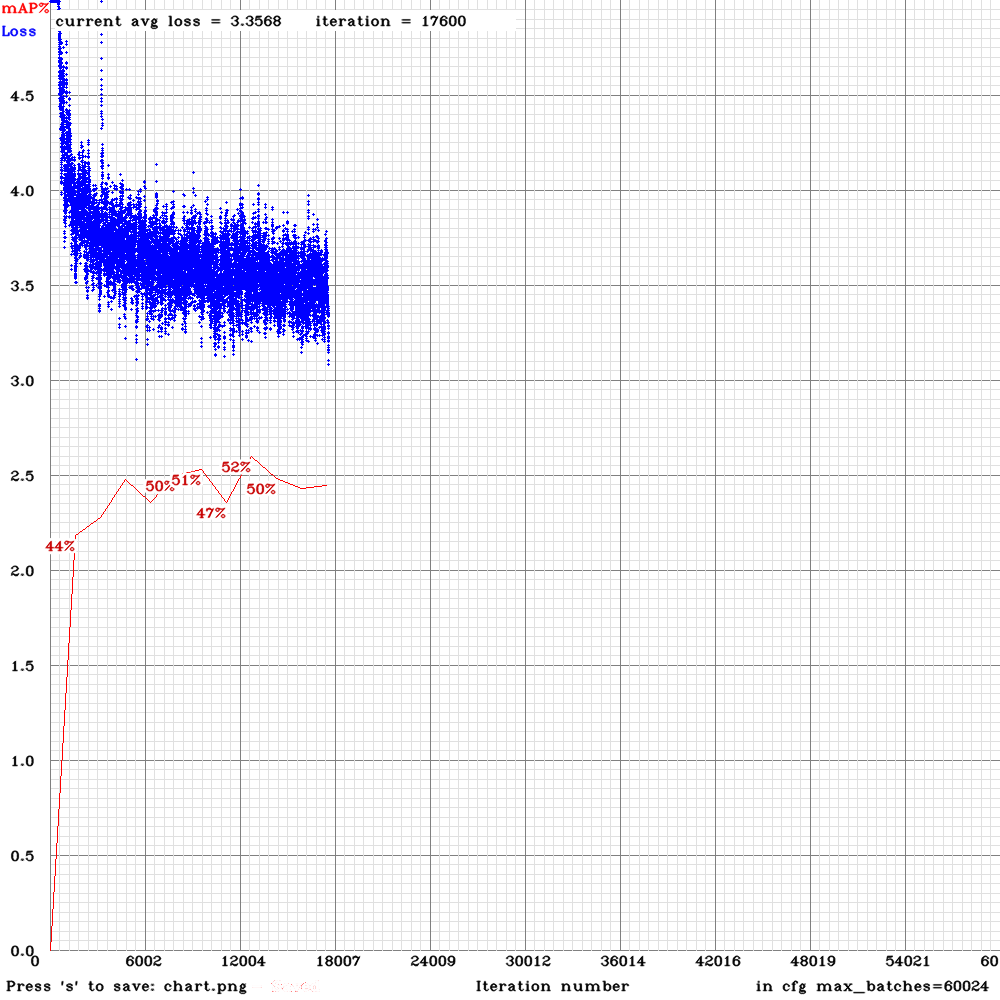 mAP%
current avg loss = 3.3568    iteration = 17600
Loss
4.5
4.0
3.5
3.0
2.5
2.0
1.5
1.0
0.5
0.0
44%
50%
51%
47%
52%
50%
0 6002 12004 18007 24009 30012 36014 42016 48019 54021 60
Press 's' to save: chart.png
Iteration number
in cfg max_batches=60024